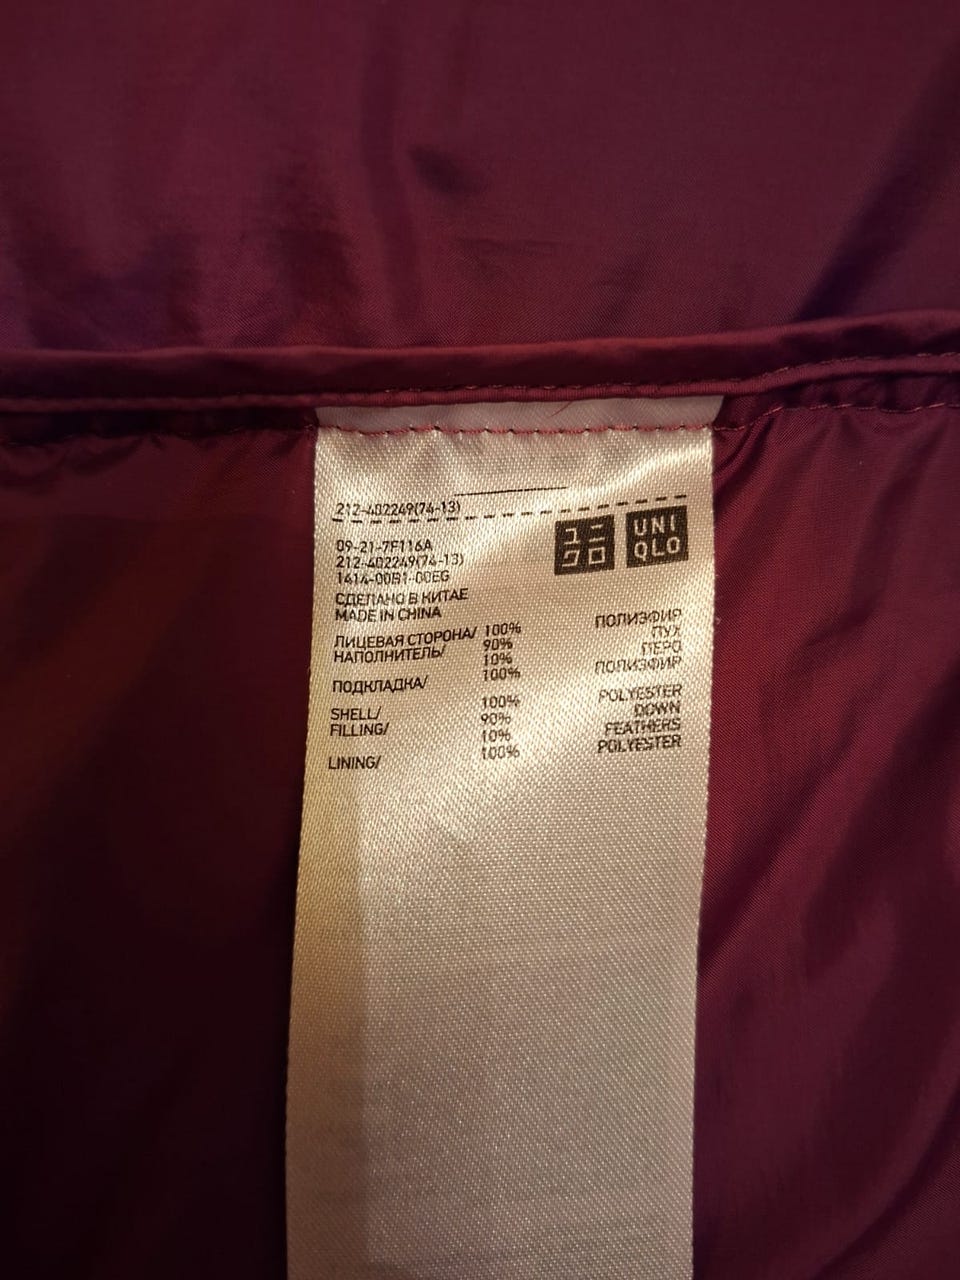 212-402249(74-13)
ユニ
クロ
UNI
QLO
09-21-7F116A
212-402249(74-13)
1414-00B1-00EG
СДЕЛАНО В КИТАЕ
MADE IN CHINA
ЛИЦЕВАЯ СТОРОНА/ 100% ПОЛИЭФИР
НАПОЛНИТЕЛЬ/ 90% ПУХ
10% ПЕРО
ПОДКЛАДКА/ 100% ПОЛИЭФИР
SHELL/ 100% POLYESTER
FILLING/ 90% DOWN
10% FEATHERS
LINING/ 100% POLYESTER